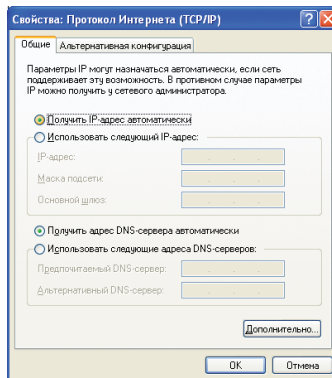 Свойства: Протокол Интернета (TCP/IP)
Общие
Альтернативная конфигурация
Параметры IP могут назначаться автоматически, если сеть
поддерживает эту возможность. В противном случае параметры
IP можно получить у сетевого администратора.
Получить IP-адрес автоматически
Использовать следующий IP-адрес:
IP-адрес:
Маска подсети:
Основной шлюз:
Получить адрес DNS-сервера автоматически
Использовать следующие адреса DNS-серверов:
Предпочитаемый DNS-сервер:
Альтернативный DNS-сервер:
Дополнительно...
OK
Отмена